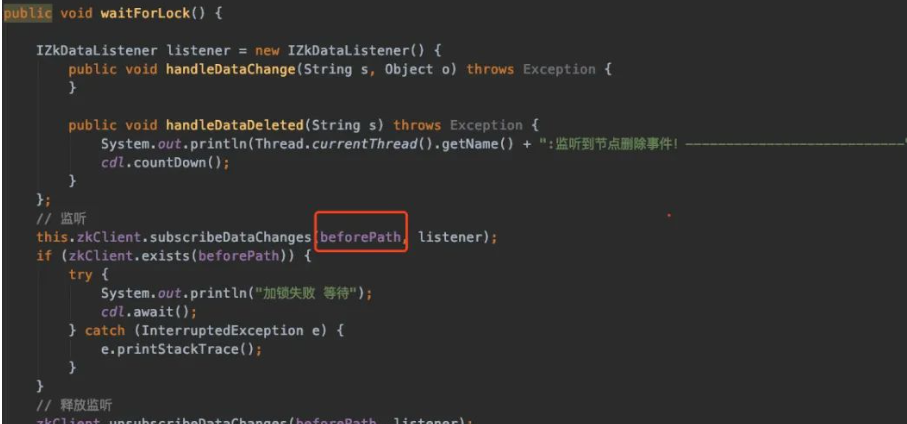 public void waitForLock() {
IZkDataListener listener = new IZkDataListener() {
public void handleDataChange(String s, Object o) throws Exception {
}
public void handleDataDeleted(String s) throws Exception {
System.out.println(Thread.currentThread().getName() + ":监听到节点删除事件！---------------------------"
cdl.countDown();
}
};
// 监听
this.zkClient.subscribeDataChanges(beforePath, listener);
if (zkClient.exists(beforePath)) {
try {
System.out.println("加锁失败 等待");
cdl.await();
} catch (InterruptedException e) {
e.printStackTrace();
}
}
// 释放监听
zkClient.unsubscribeDataChanges(beforePath, listener);